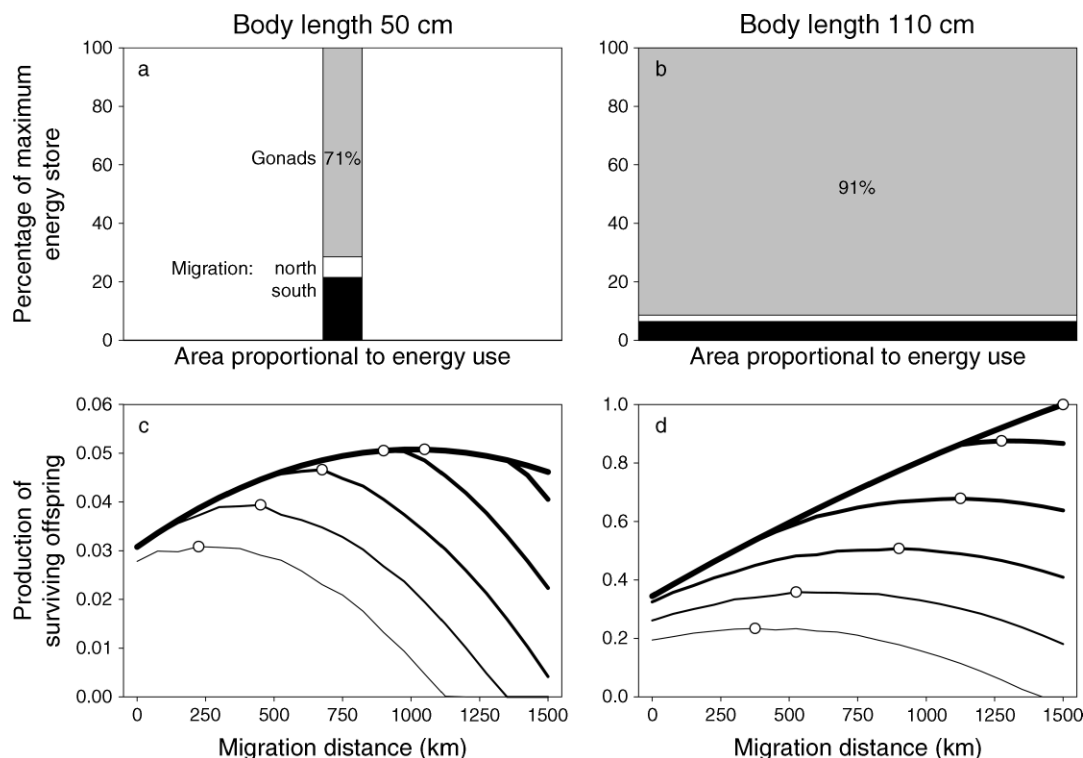 Body length 50 cm
Body length 110 cm
Percentage of maximum
energy store
a
100
80
60
40
20
0
Gonads 71%
Migration: north
south
Area proportional to energy use
b
100
80
60
40
20
0
91%
Area proportional to energy use
Production of
surviving offspring
c
0.06
0.05
0.04
0.03
0.02
0.01
0.00
0 250 500 750 1000 1250 1500
Migration distance (km)
d
1.0
0.8
0.6
0.4
0.2
0.0
0 250 500 750 1000 1250 1500
Migration distance (km)